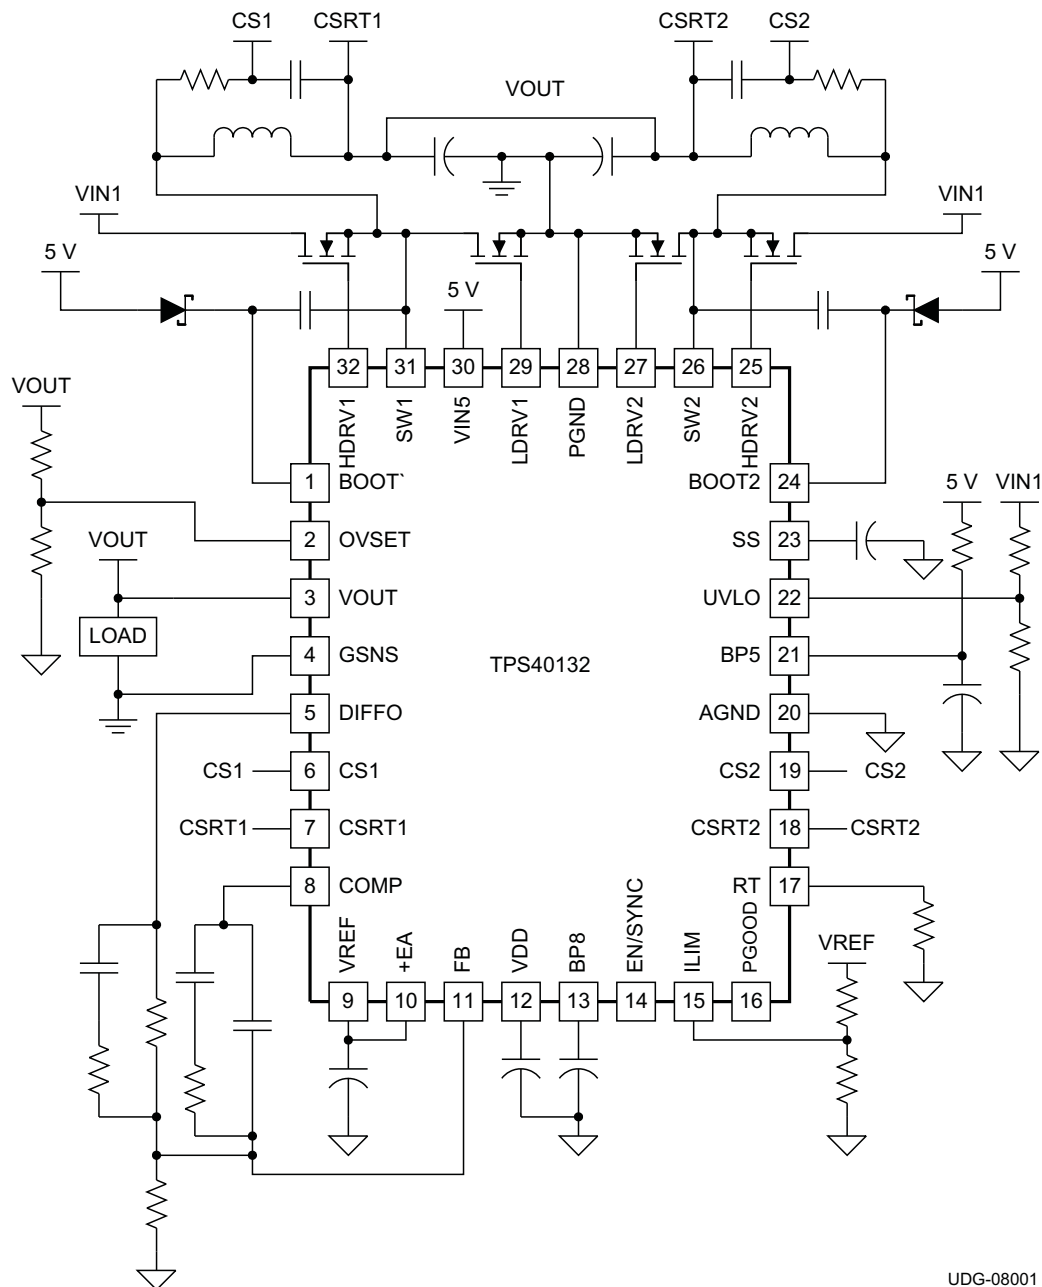 CS1
CSRT1
CSRT2
CS2
VOUT
VIN1
VIN1
5 V
5 V
5 V
VOUT
32
31
30
29
28
27
26
25
HDRV1
SW1
VIN5
LDRV1
PGND
LDRV2
SW2
HDRV2
1 BOOT`
BOOT2 24
5 V
VIN1
2 OVSET
SS 23
VOUT
3 VOUT
UVLO 22
LOAD
4 GSNS
TPS40132
BP5 21
5 DIFFO
AGND 20
CS1 6 CS1
CS2 19 CS2
CSRT1 7 CSRT1
CSRT2 18 CSRT2
8 COMP
RT 17
VREF
+EA
FB
VDD
BP8
EN/SYNC
ILIM
PGOOD
VREF
9
10
11
12
13
14
15
16
UDG-08001